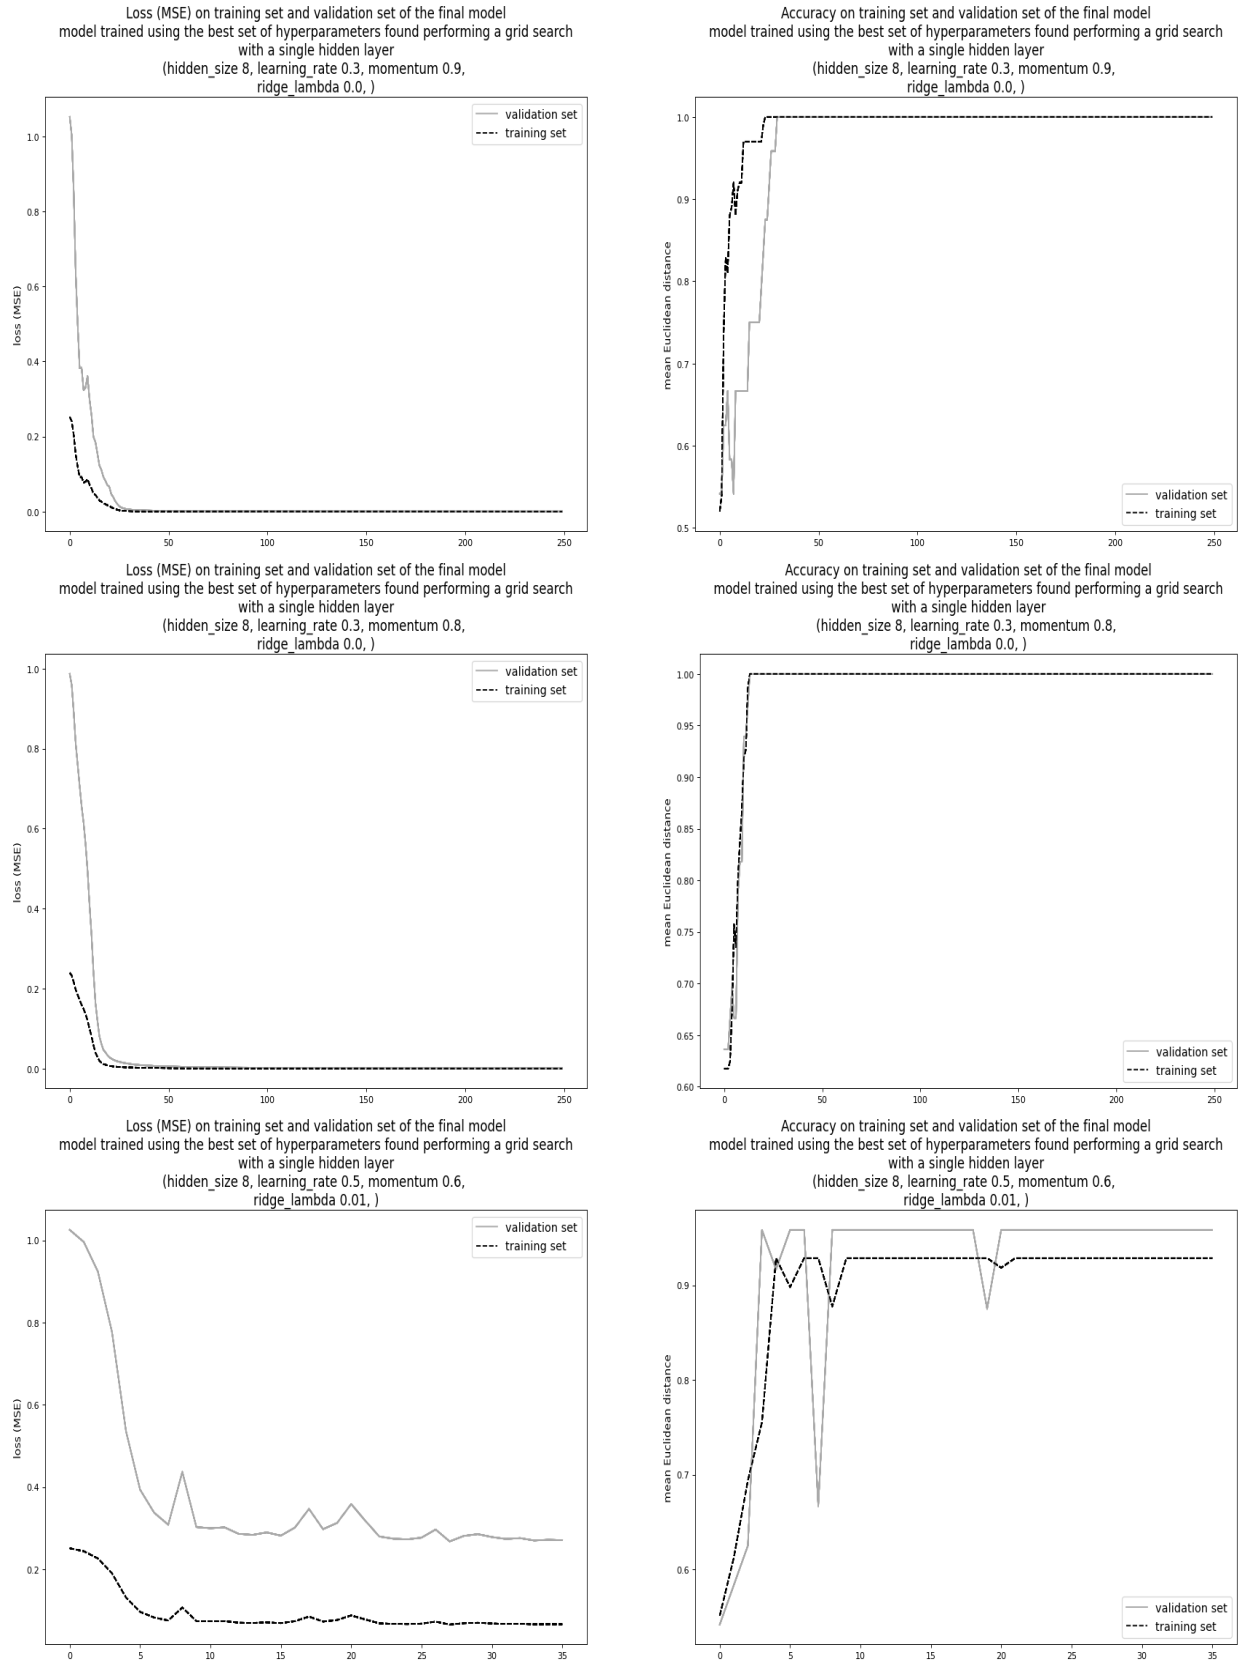 Loss (MSE) on training set and validation set of the final model
model trained using the best set of hyperparameters found performing a grid search
with a single hidden layer
(hidden_size 8, learning_rate 0.3, momentum 0.9,
ridge_lambda 0.0, )
validation set
training set
loss (MSE)
1.0
0.8
0.6
0.4
0.2
0.0
0 50 100 150 200 250
Accuracy on training set and validation set of the final model
model trained using the best set of hyperparameters found performing a grid search
with a single hidden layer
(hidden_size 8, learning_rate 0.3, momentum 0.9,
ridge_lambda 0.0, )
mean Euclidean distance
1.0
0.9
0.8
0.7
0.6
0.5
validation set
training set
0 50 100 150 200 250
Loss (MSE) on training set and validation set of the final model
model trained using the best set of hyperparameters found performing a grid search
with a single hidden layer
(hidden_size 8, learning_rate 0.3, momentum 0.8,
ridge_lambda 0.0, )
validation set
training set
loss (MSE)
1.0
0.8
0.6
0.4
0.2
0.0
0 50 100 150 200 250
Accuracy on training set and validation set of the final model
model trained using the best set of hyperparameters found performing a grid search
with a single hidden layer
(hidden_size 8, learning_rate 0.3, momentum 0.8,
ridge_lambda 0.0, )
mean Euclidean distance
1.00
0.95
0.90
0.85
0.80
0.75
0.70
0.65
0.60
validation set
training set
0 50 100 150 200 250
Loss (MSE) on training set and validation set of the final model
model trained using the best set of hyperparameters found performing a grid search
with a single hidden layer
(hidden_size 8, learning_rate 0.5, momentum 0.6,
ridge_lambda 0.01, )
validation set
training set
loss (MSE)
1.0
0.8
0.6
0.4
0.2
0 5 10 15 20 25 30 35
Accuracy on training set and validation set of the final model
model trained using the best set of hyperparameters found performing a grid search
with a single hidden layer
(hidden_size 8, learning_rate 0.5, momentum 0.6,
ridge_lambda 0.01, )
mean Euclidean distance
0.9
0.8
0.7
0.6
validation set
training set
0 5 10 15 20 25 30 35